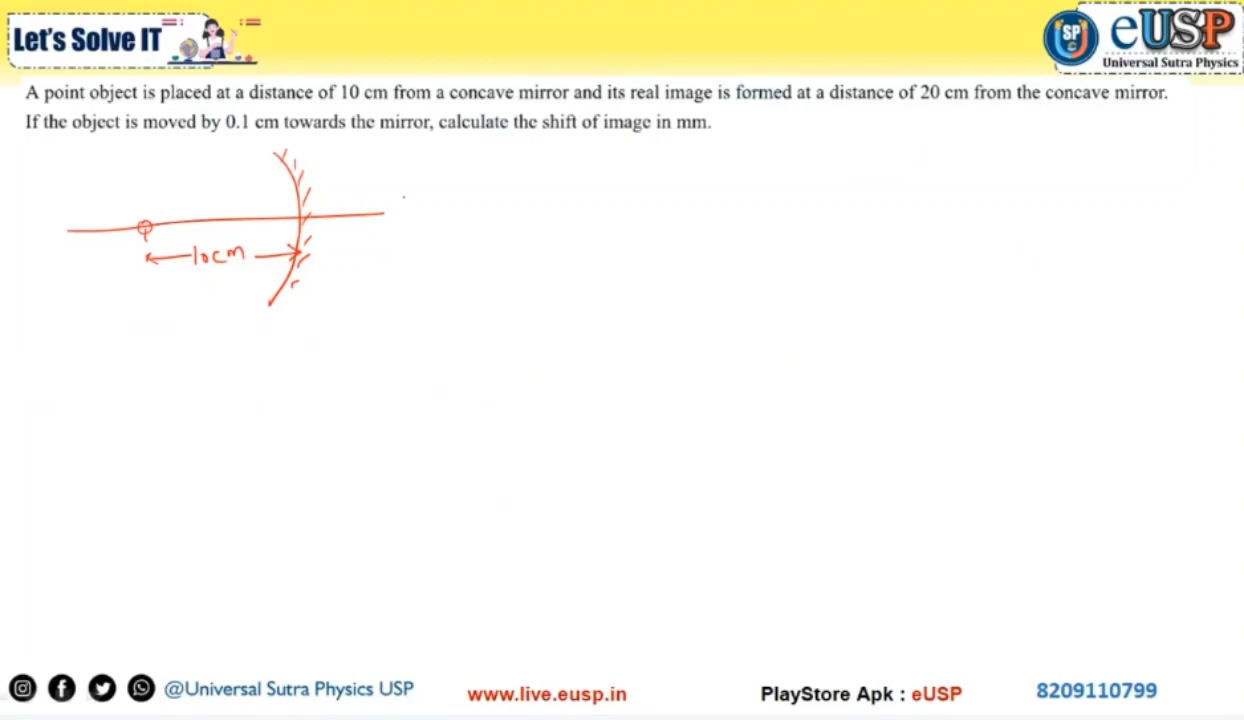 Let's Solve IT
SP
eUSP
Universal Sutra Physics
A point object is placed at a distance of 10 cm from a concave mirror and its real image is formed at a distance of 20 cm from the concave mirror.
If the object is moved by 0.1 cm towards the mirror, calculate the shift of image in mm.
10cm
@Universal Sutra Physics USP
www.live.eusp.in
PlayStore Apk : eUSP
8209110799